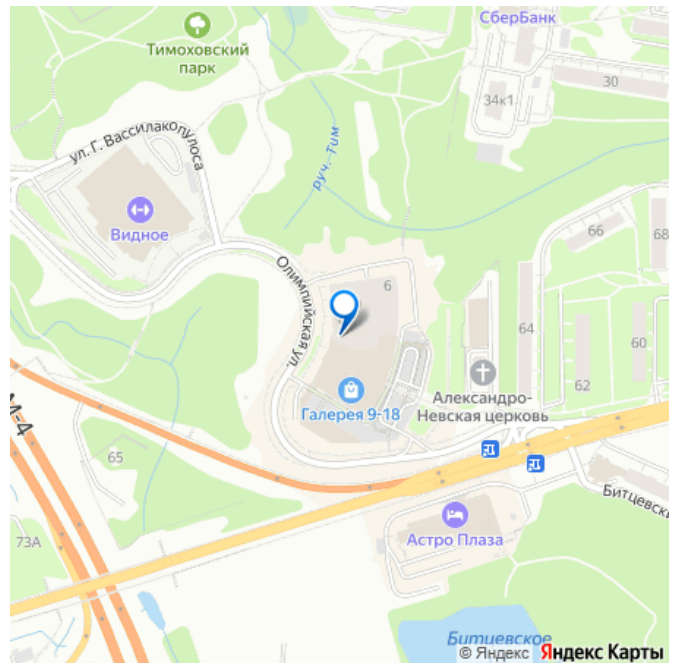 СберБанк
Тимоховский
парк
30
34к1
ул. Г. Вассилакопулоса
руч. Тим
Видное
66
68
Олимпийская ул.
6
64
60
62
Александро-
Невская церковь
Галерея 9-18
М-4
65
Битцевски
73А
Астро Плаза
Битцевское
© Яндекс Яндекс Карты